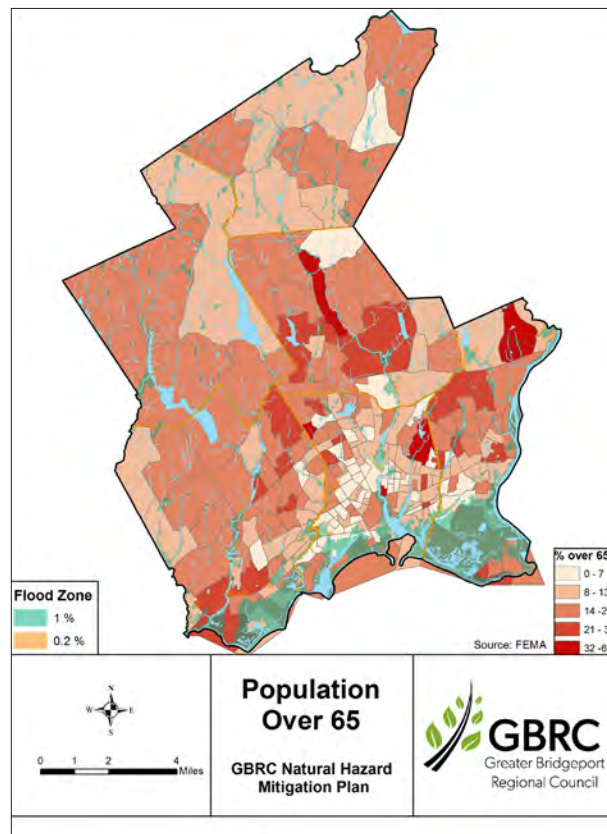 % over 65
0 - 7
8 - 13
14 - 2
21 - 3
32 -6
Flood Zone
1 %
0.2 %
Source: FEMA
N
W E
S
0 1 2 4
Miles
Population
Over 65
GBRC Natural Hazard
Mitigation Plan
GBRC
Greater Bridgeport
Regional Council